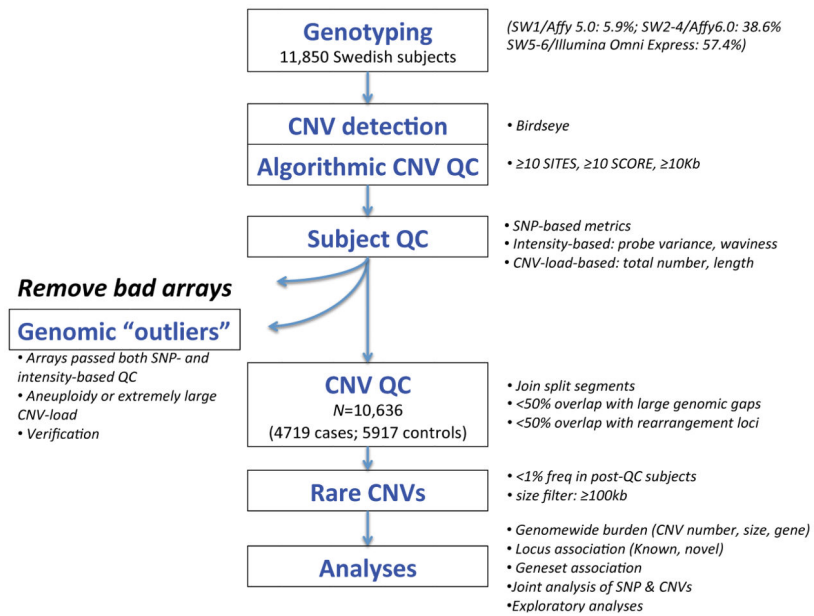 Genotyping
11,850 Swedish subjects
(SW1/Affy 5.0: 5.9%; SW2-4/Affy6.0: 38.6%
SW5-6/Illumina Omni Express: 57.4%)
CNV detection
• Birdseye
Algorithmic CNV QC
• ≥10 SITES, ≥10 SCORE, ≥10Kb
Subject QC
• SNP-based metrics
• Intensity-based: probe variance, waviness
• CNV-load-based: total number, length
Remove bad arrays
Genomic “outliers”
• Arrays passed both SNP- and
intensity-based QC
• Aneuploidy or extremely large
CNV-load
• Verification
CNV QC
N=10,636
(4719 cases; 5917 controls)
• Join split segments
• <50% overlap with large genomic gaps
• <50% overlap with rearrangement loci
Rare CNVs
• <1% freq in post-QC subjects
• size filter: ≥100kb
Analyses
• Genomewide burden (CNV number, size, gene)
• Locus association (Known, novel)
• Geneset association
•Joint analysis of SNP & CNVs
•Exploratory analyses